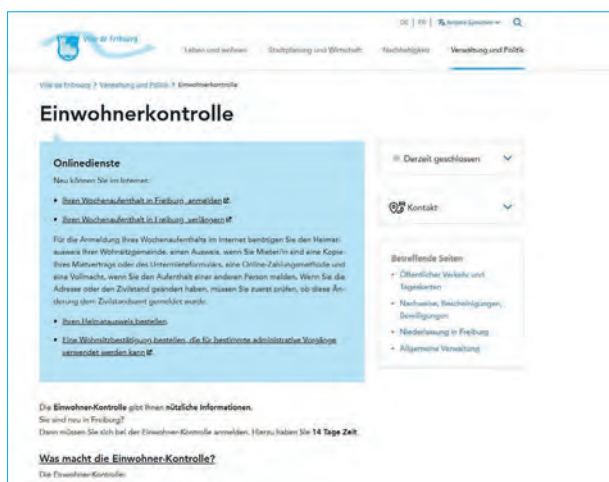 DE | FR | Andere Sprachen
Ville de Fribourg
Leben und wohnen Stadtplanung und Wirtschaft Nachhaltigkeit Verwaltung und Politik
Ville de Fribourg > Verwaltung und Politik > Einwohnerkontrolle
Einwohnerkontrolle
Onlinedienste
Neu können Sie im Internet:
• Ihren Wochenaufenthalt in Freiburg anmelden
• Ihren Wochenaufenthalt in Freiburg verlängern
Für die Anmeldung Ihres Wochenaufenthalts im Internet benötigen Sie den Heimat-
ausweis Ihrer Wohnsitzgemeinde, einen Ausweis, wenn Sie Mieter/in sind eine Kopie
Ihres Mietvertrags oder des Untermieteformulars, eine Online-Zahlungsmethode und
eine Vollmacht, wenn Sie den Aufenthalt einer anderen Person melden. Wenn Sie die
Adresse oder den Zivilstand geändert haben, müssen Sie zuerst prüfen, ob diese Än-
derung dem Zivilstandsamt gemeldet wurde.
• Ihren Heimatausweis bestellen
• Eine Wohnsitzbestätigung bestellen, die für bestimmte administrative Vorgänge
verwendet werden kann
Derzeit geschlossen
Kontakt
Betreffende Seiten
• Öffentlicher Verkehr und
Tageskarten
• Nachweise, Bescheinigungen,
Bewilligungen
• Niederlassung in Freiburg
• Allgemeine Verwaltung
Die Einwohner-Kontrolle gibt Ihnen nützliche Informationen.
Sie sind neu in Freiburg?
Dann müssen Sie sich bei der Einwohner-Kontrolle anmelden. Hierzu haben Sie 14 Tage Zeit.
Was macht die Einwohner-Kontrolle?
Die Einwohner-Kontrolle: